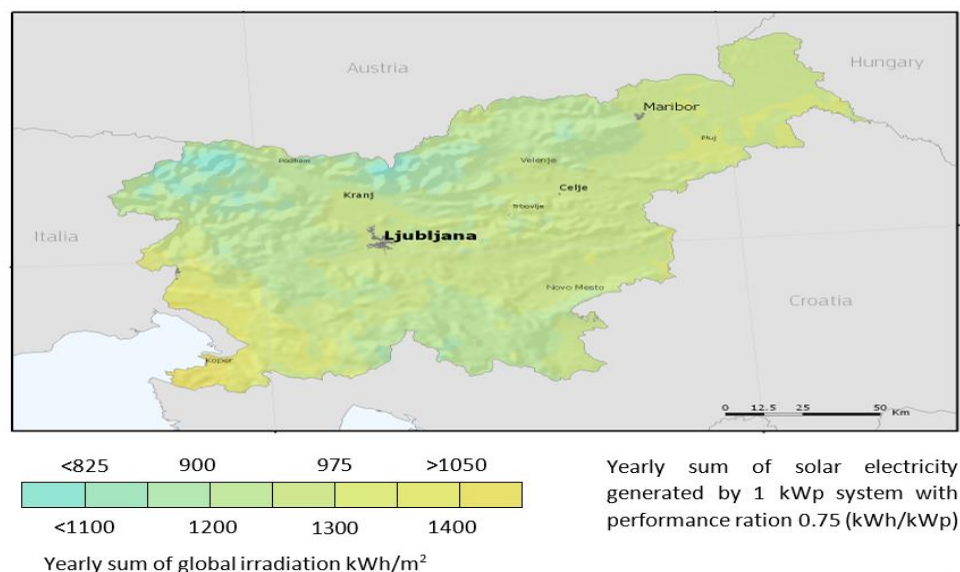 Austria
Hungary
Maribor
Ptuj
Velenje
Kranj
Celje
Trbovlje
Ljubljana
Italia
Novo Mesto
Croatia
Koper
0 12.5 25 50 Km
<825 900 975 >1050
<1100 1200 1300 1400
Yearly sum of global irradiation kWh/m²
Yearly sum of solar electricity
generated by 1 kWp system with
performance ration 0.75 (kWh/kWp)